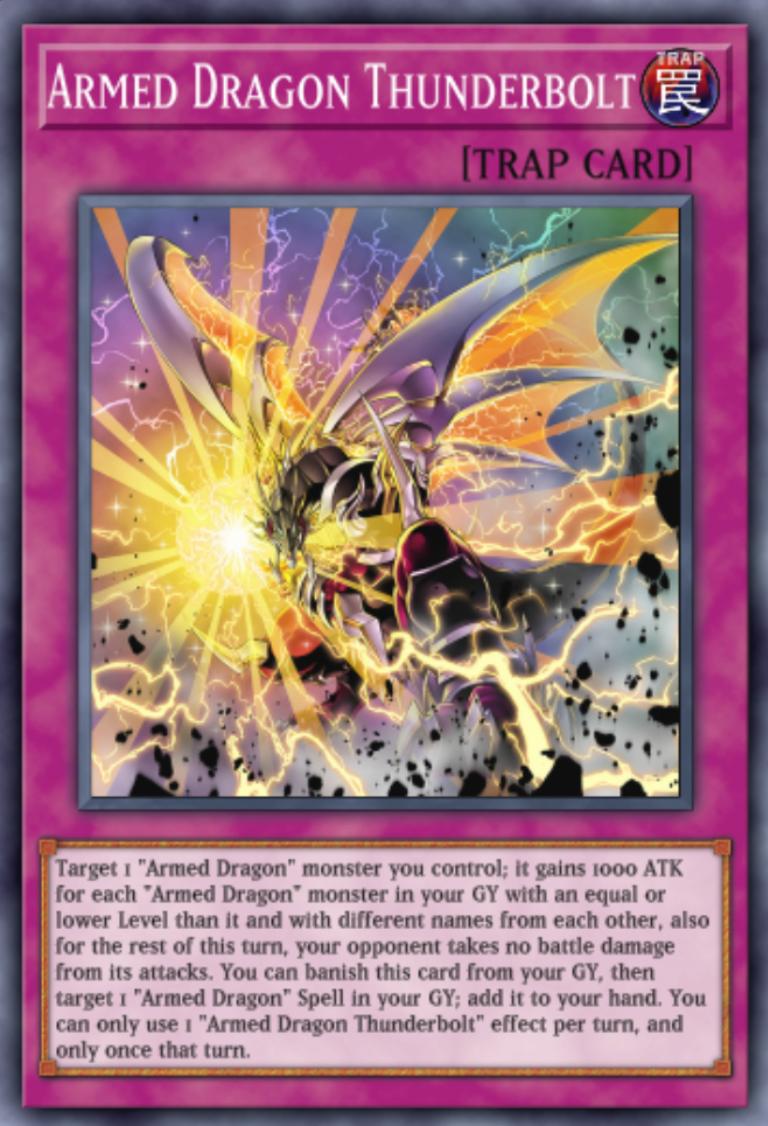 ARMED DRAGON THUNDERBOLT
TRAP
罠
[TRAP CARD]
Target 1 "Armed Dragon" monster you control; it gains 1000 ATK
for each "Armed Dragon" monster in your GY with an equal or
lower Level than it and with different names from each other, also
for the rest of this turn, your opponent takes no battle damage
from its attacks. You can banish this card from your GY, then
target 1 "Armed Dragon" Spell in your GY; add it to your hand. You
can only use 1 "Armed Dragon Thunderbolt" effect per turn, and
only once that turn.